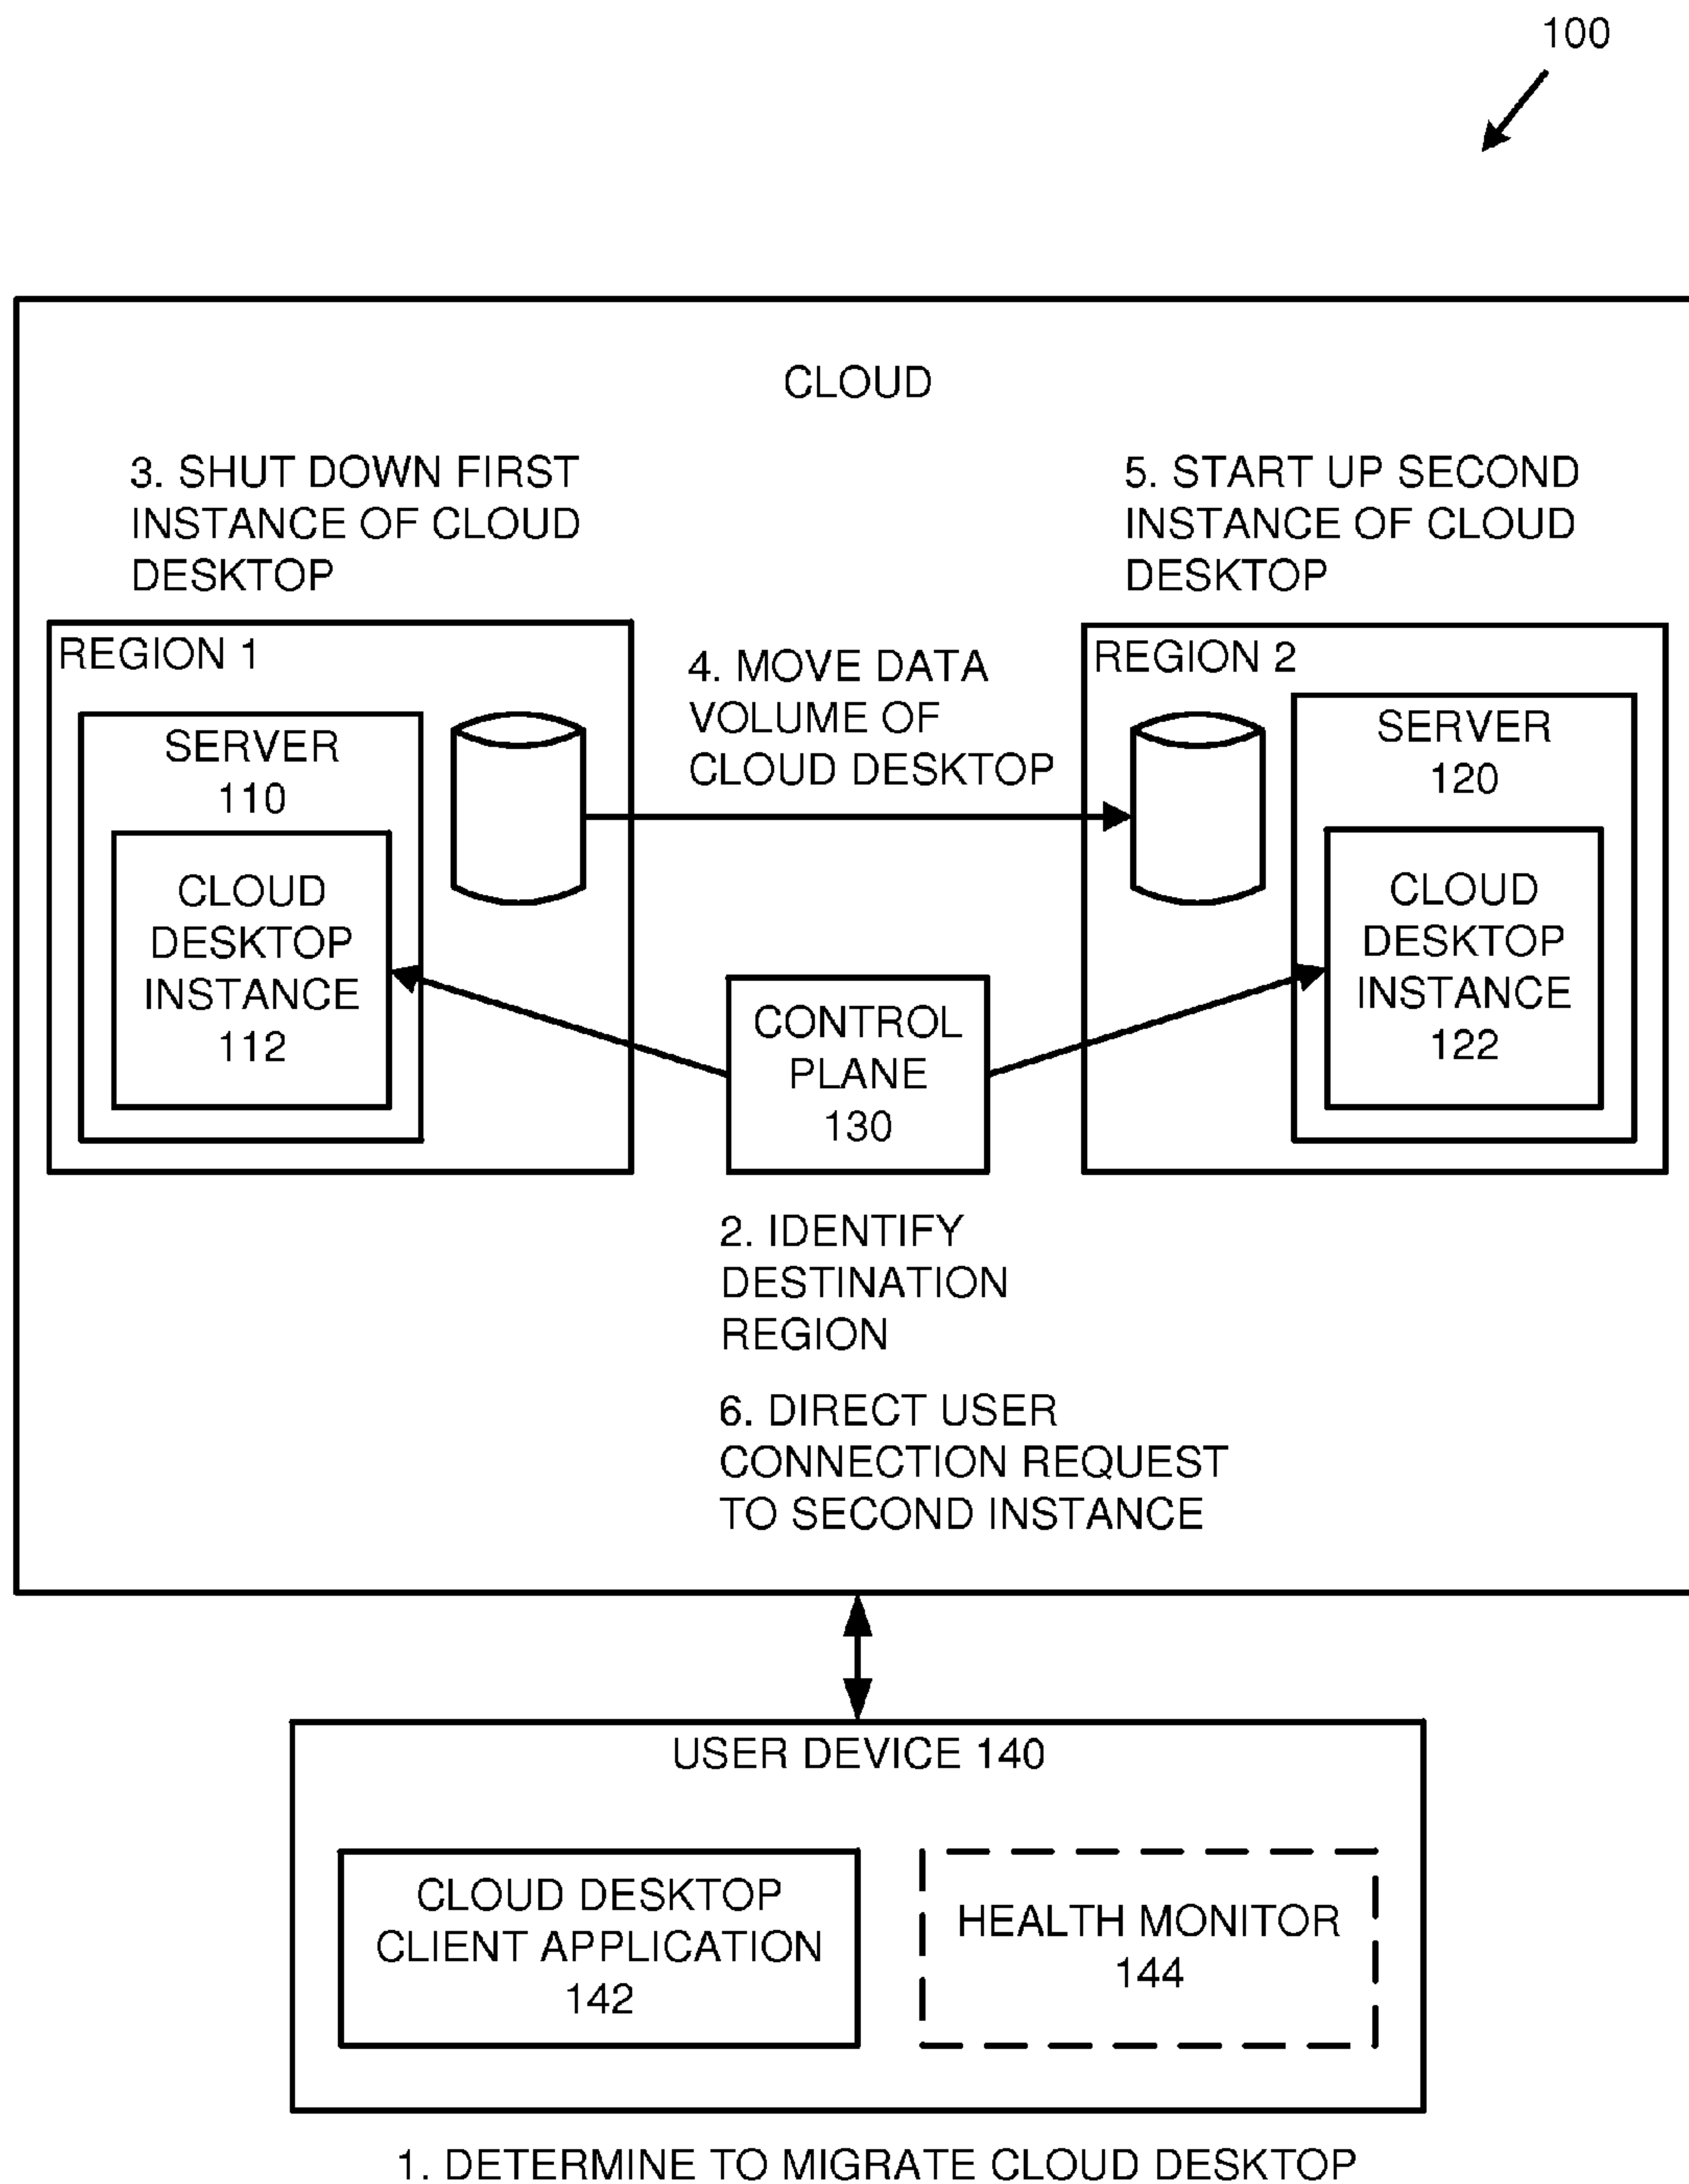 100
CLOUD
3. SHUT DOWN FIRST
INSTANCE OF CLOUD
DESKTOP
5. START UP SECOND
INSTANCE OF CLOUD
DESKTOP
REGION 1
4. MOVE DATA
VOLUME OF
CLOUD DESKTOP
REGION 2
SERVER
110
CLOUD
DESKTOP
INSTANCE
112
SERVER
120
CLOUD
DESKTOP
INSTANCE
122
CONTROL
PLANE
130
2. IDENTIFY
DESTINATION
REGION
6. DIRECT USER
CONNECTION REQUEST
TO SECOND INSTANCE
USER DEVICE 140
CLOUD DESKTOP
CLIENT APPLICATION
142
HEALTH MONITOR
144
1. DETERMINE TO MIGRATE CLOUD DESKTOP